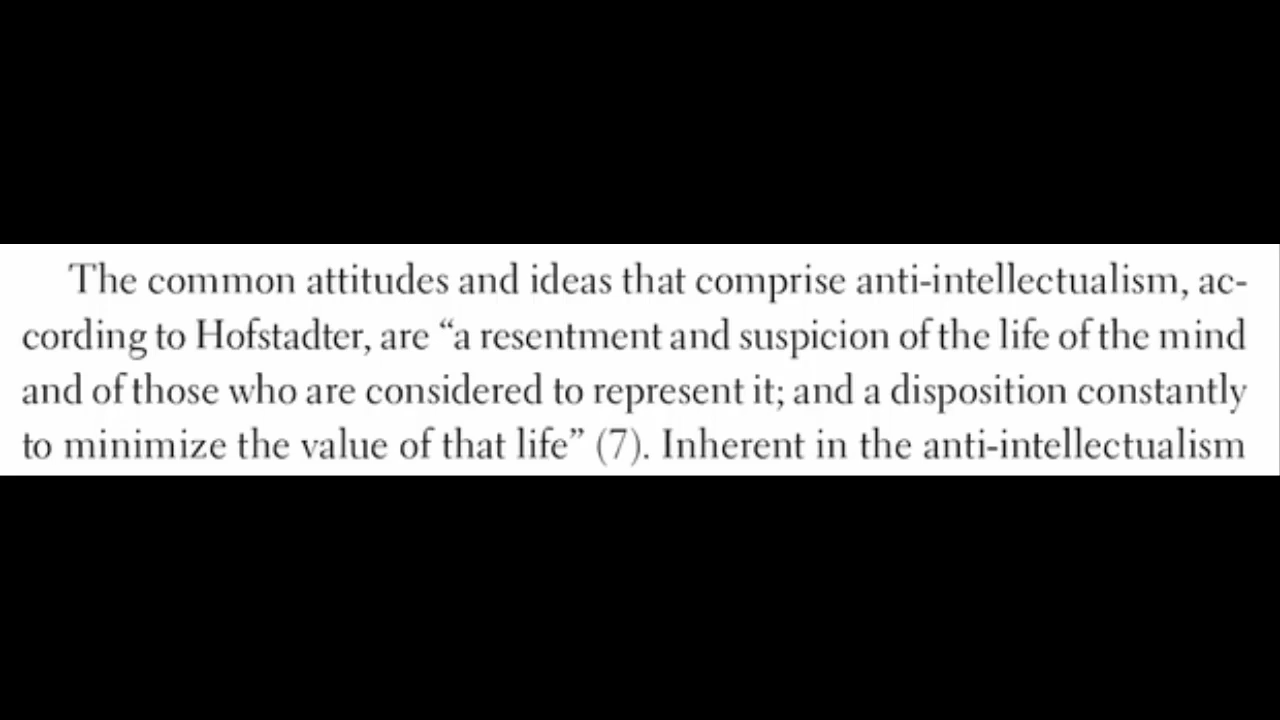 The common attitudes and ideas that comprise anti-intellectualism, ac-
cording to Hofstadter, are “a resentment and suspicion of the life of the mind
and of those who are considered to represent it; and a disposition constantly
to minimize the value of that life” (7). Inherent in the anti-intellectualism